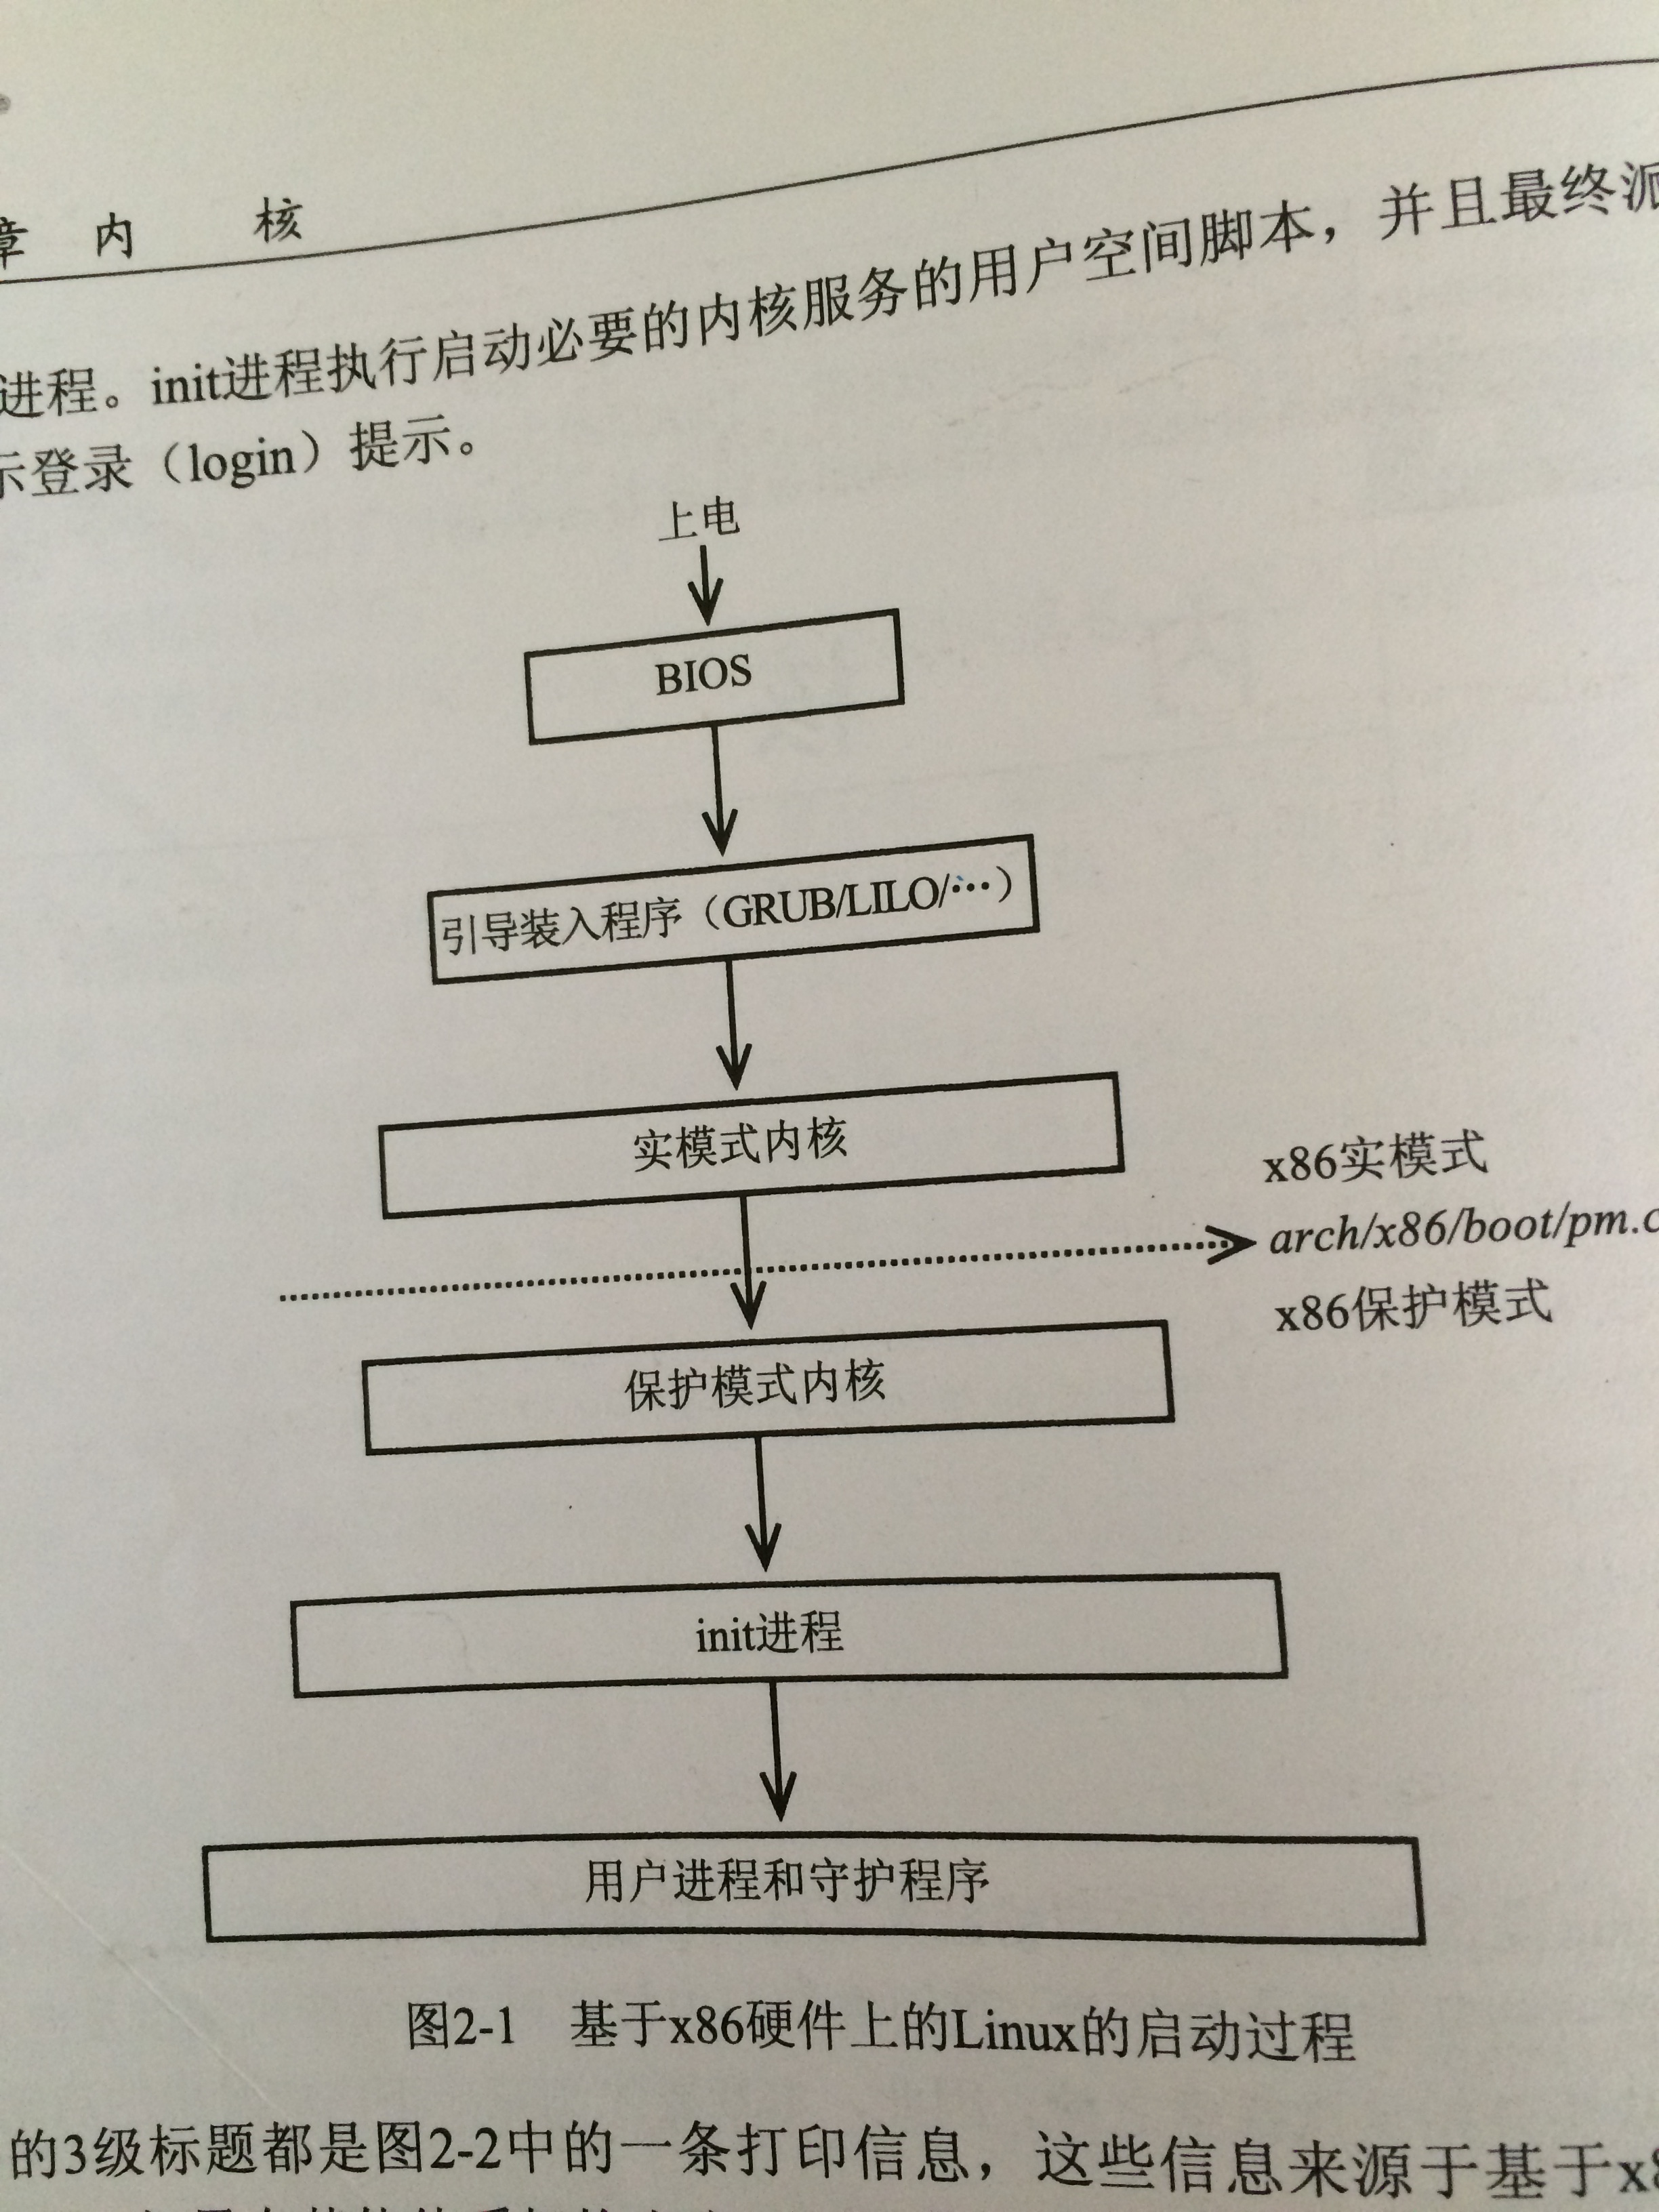 章 内 核
进程。init进程执行启动必要的内核服务的用户空间脚本，并且最终派
示登录（login）提示。
上电
BIOS
引导装入程序（GRUB/LILO/…）
实模式内核
x86实模式
arch/x86/boot/pm.c
x86保护模式
保护模式内核
init进程
用户进程和守护程序
图2-1 基于x86硬件上的Linux的启动过程
的3级标题都是图2-2中的一条打印信息，这些信息来源于基于x8